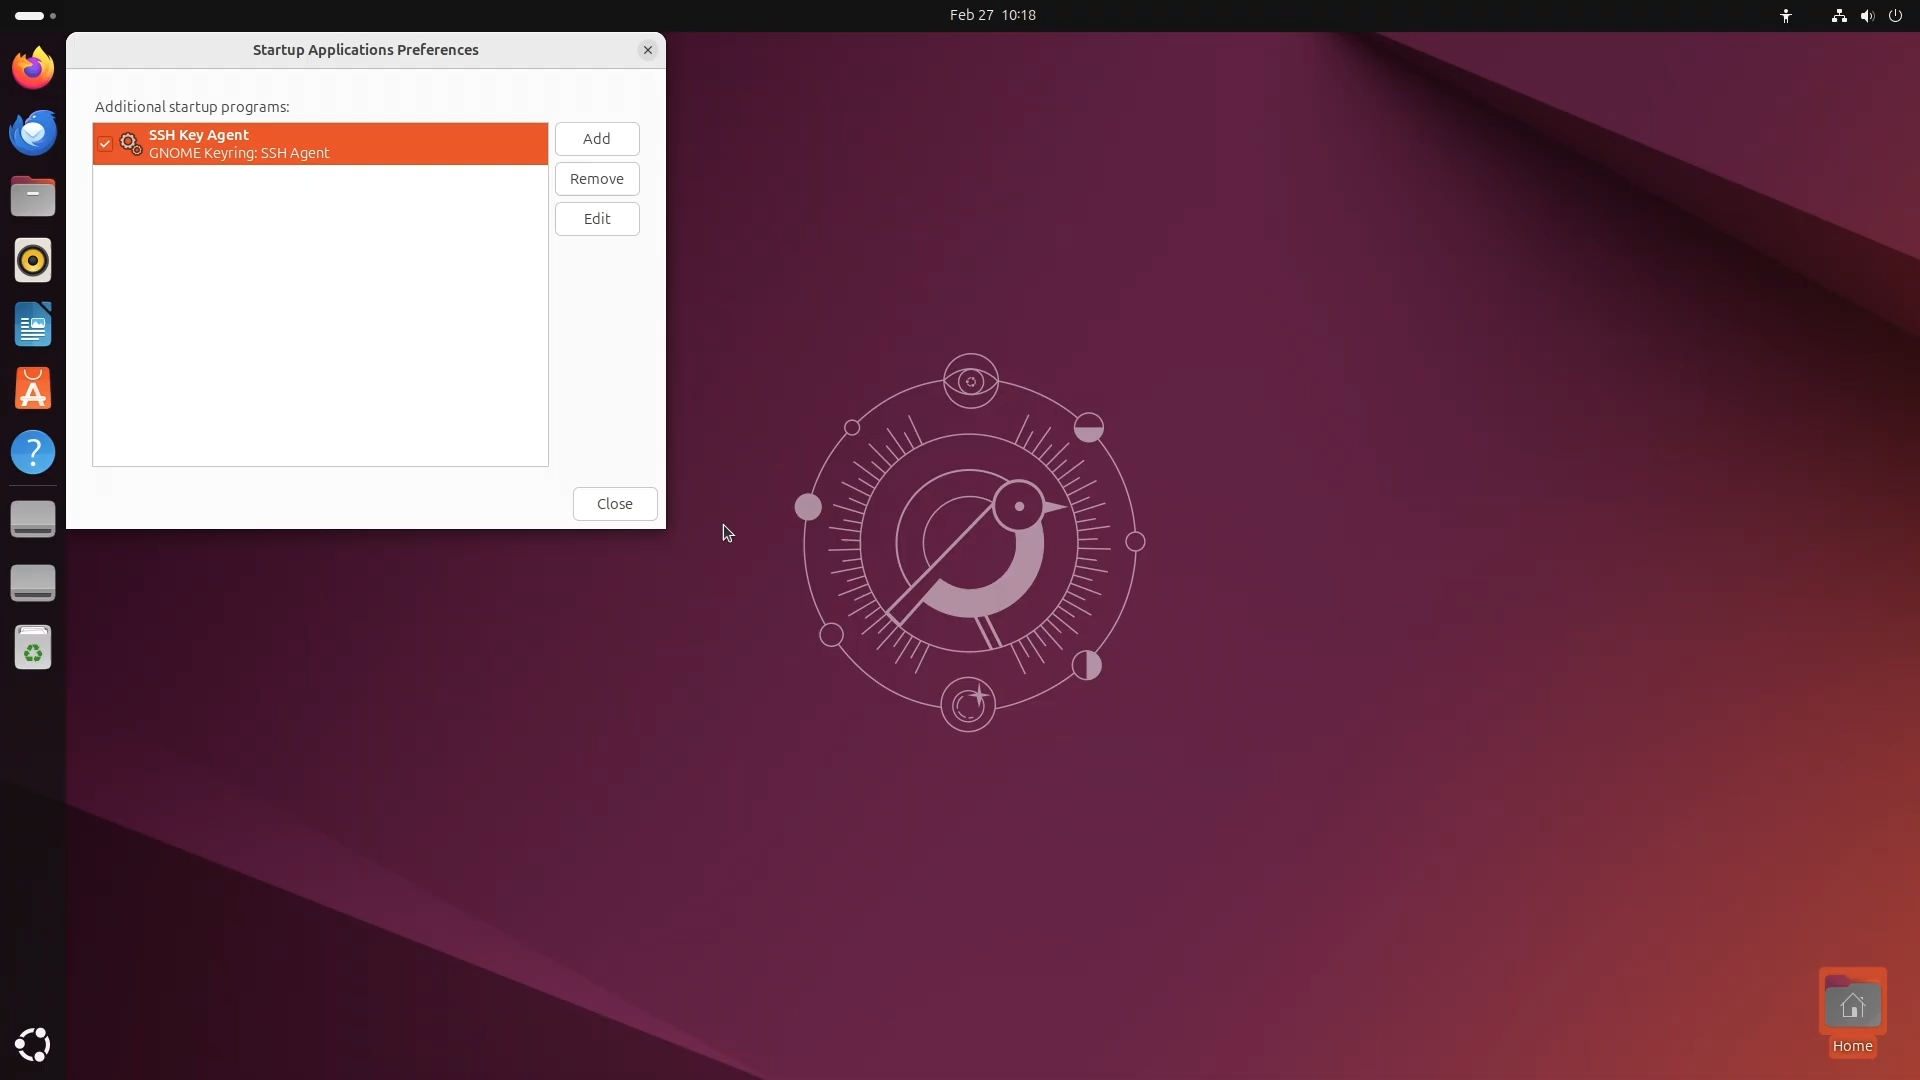 Feb 27 10:18
Startup Applications Preferences
Additional startup programs:
SSH Key Agent
GNOME Keyring: SSH Agent
Add
Remove
Edit
Close
Home